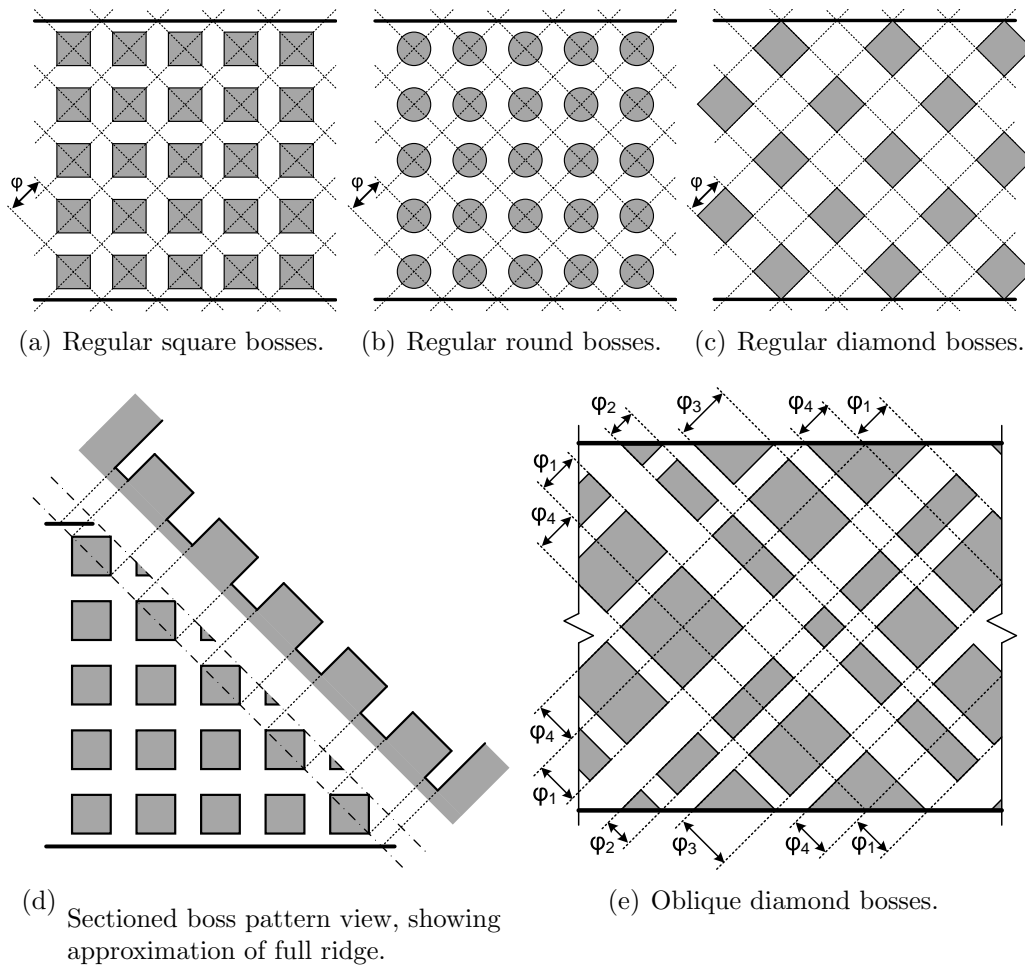 φ
φ
φ
(a) Regular square bosses.
(b) Regular round bosses.
(c) Regular diamond bosses.
φ2
φ3
φ4
φ1
φ1
φ4
φ4
φ1
φ2
φ3
φ4
φ1
(d) Sectioned boss pattern view, showing
approximation of full ridge.
(e) Oblique diamond bosses.